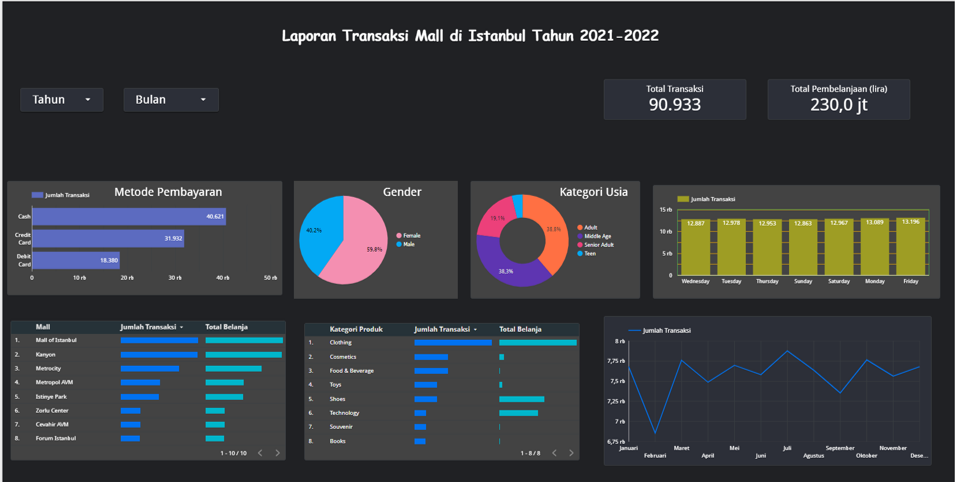 Laporan Transaksi Mall di Istanbul Tahun 2021-2022
Tahun
Bulan
Total Transaksi
90.933
Total Pembelanjaan (lira)
230,0 jt
Jumlah Transaksi
Metode Pembayaran
Cash
40.621
Credit
Card
31.932
Debit
Card
18.380
0 10 rb 20 rb 30 rb 40 rb 50 rb
Gender
40.2%
59.8%
Female
Male
Kategori Usia
19,1%
38,3%
Adult
Middle Age
Senior Adult
Teen
Jumlah Transaksi
15 rb
10 rb
5 rb
0
12.887 12.978 12.953 12.863 12.967 13.089 13.196
Wednesday Tuesday Thursday Sunday Saturday Monday Friday
Mall Jumlah Transaksi Total Belanja
1. Mall of Istanbul
2. Kanyon
3. Metrocity
4. Metropol AVM
5. Istinye Park
6. Zorlu Center
7. Cevahir AVM
8. Forum Istanbul
1 - 10 / 10
Kategori Produk Jumlah Transaksi Total Belanja
1. Clothing
2. Cosmetics
3. Food & Beverage
4. Toys
5. Shoes
6. Technology
7. Souvenir
8. Books
1 - 8 / 8
Jumlah Transaksi
8 rb
7,75 rb
7,5 rb
7,25 rb
7 rb
6,75 rb
Januari Maret Mei Juli September November
Februari April Juni Agustus Oktober Dese...